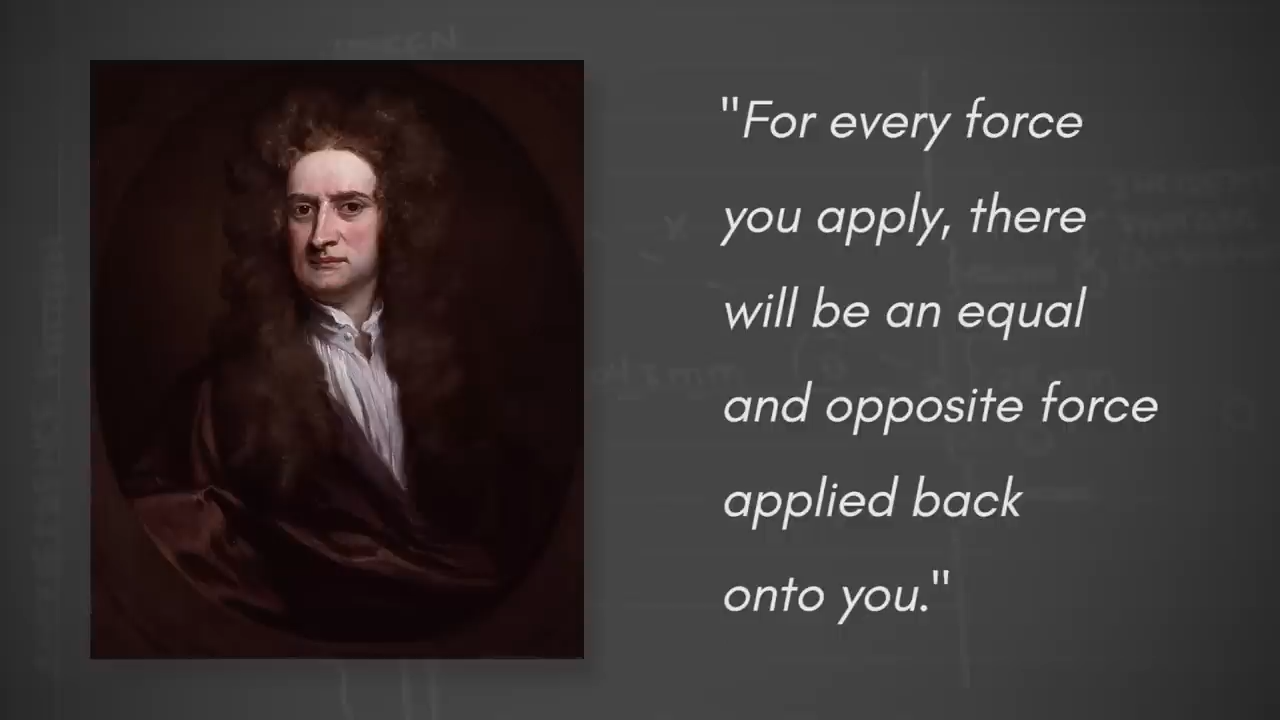 "For every force
you apply, there
will be an equal
and opposite force
applied back
onto you."